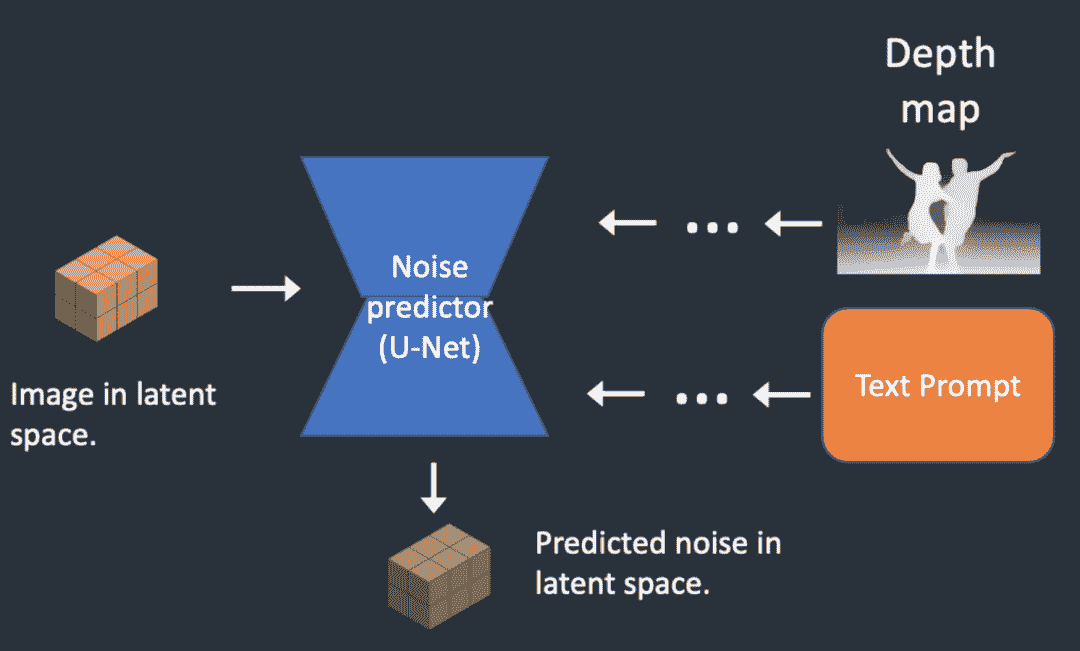 Depth
map
Noise
predictor
(U-Net)
Image in latent
space.
Text Prompt
Predicted noise in
latent space.